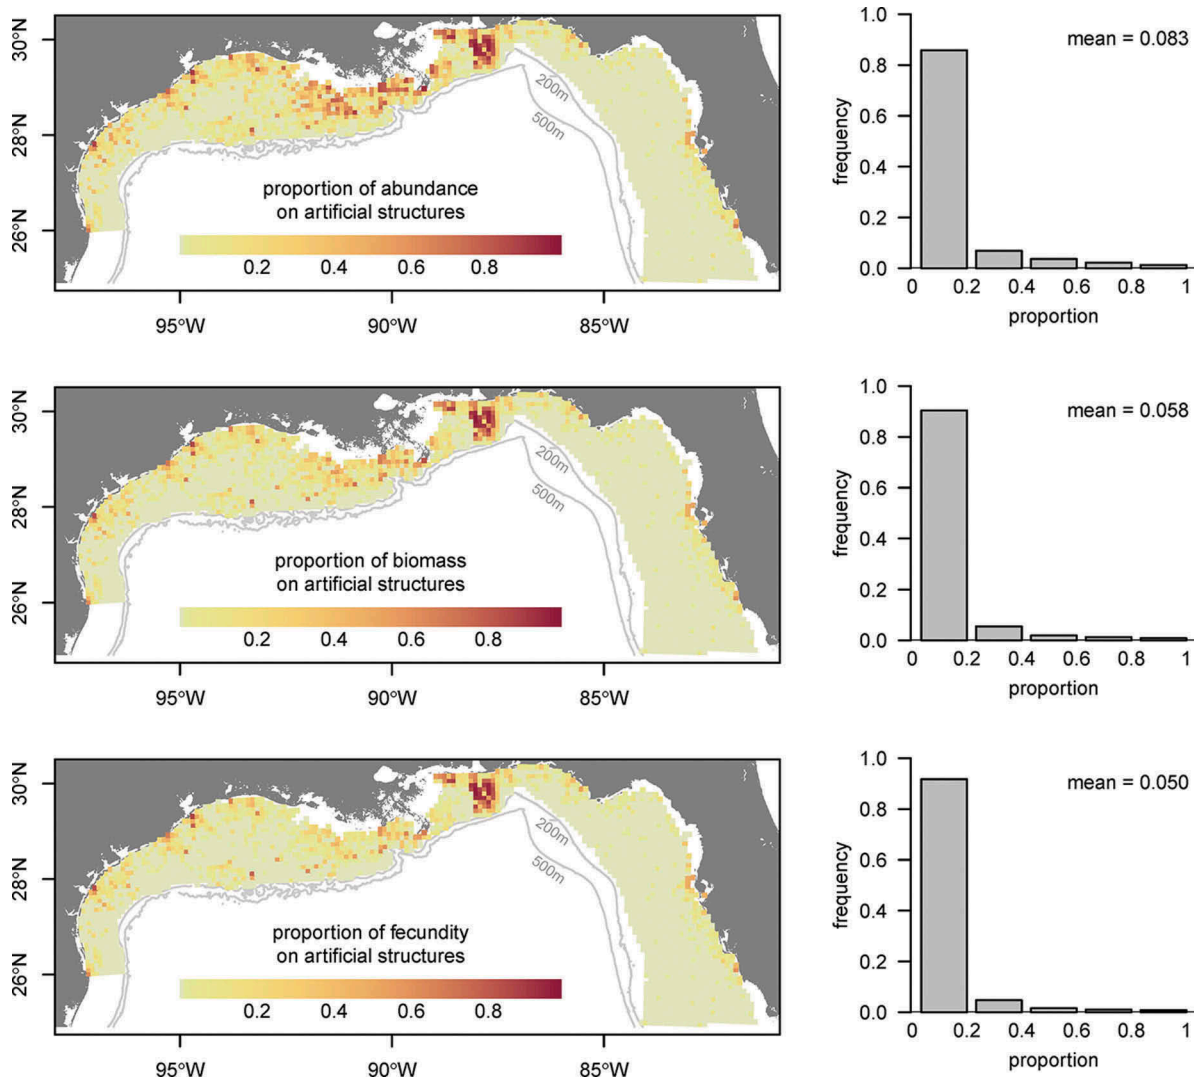 30°N
28°N
26°N
200m
500m
proportion of abundance
on artificial structures
0.2 0.4 0.6 0.8
95°W 90°W 85°W
mean = 0.083
frequency
1.0
0.8
0.6
0.4
0.2
0.0
0 0.2 0.4 0.6 0.8 1
proportion
30°N
28°N
26°N
200m
500m
proportion of biomass
on artificial structures
0.2 0.4 0.6 0.8
95°W 90°W 85°W
mean = 0.058
frequency
1.0
0.8
0.6
0.4
0.2
0.0
0 0.2 0.4 0.6 0.8 1
proportion
30°N
28°N
26°N
200m
500m
proportion of fecundity
on artificial structures
0.2 0.4 0.6 0.8
95°W 90°W 85°W
mean = 0.050
frequency
1.0
0.8
0.6
0.4
0.2
0.0
0 0.2 0.4 0.6 0.8 1
proportion